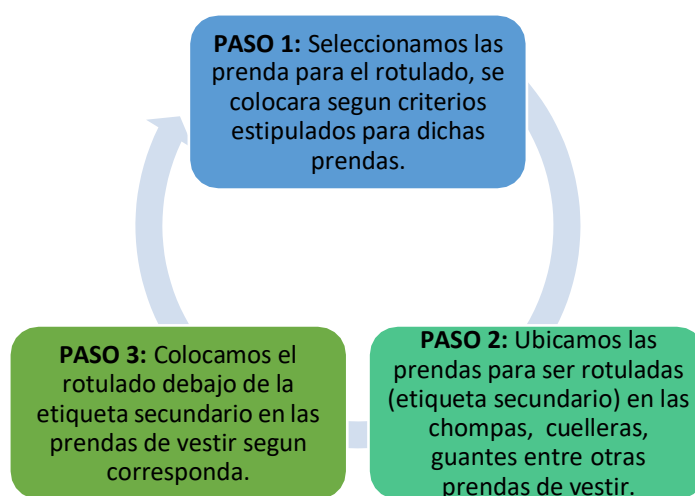 PASO 1: Seleccionamos las
prenda para el rotulado, se
colocara segun criterios
estipulados para dichas
prendas.
PASO 2: Ubicamos las
prendas para ser rotuladas
(etiqueta secundario) en las
chompas, cuelleras,
guantes entre otras
prendas de vestir.
PASO 3: Colocamos el
rotulado debajo de la
etiqueta secundario en las
prendas de vestir segun
corresponda.